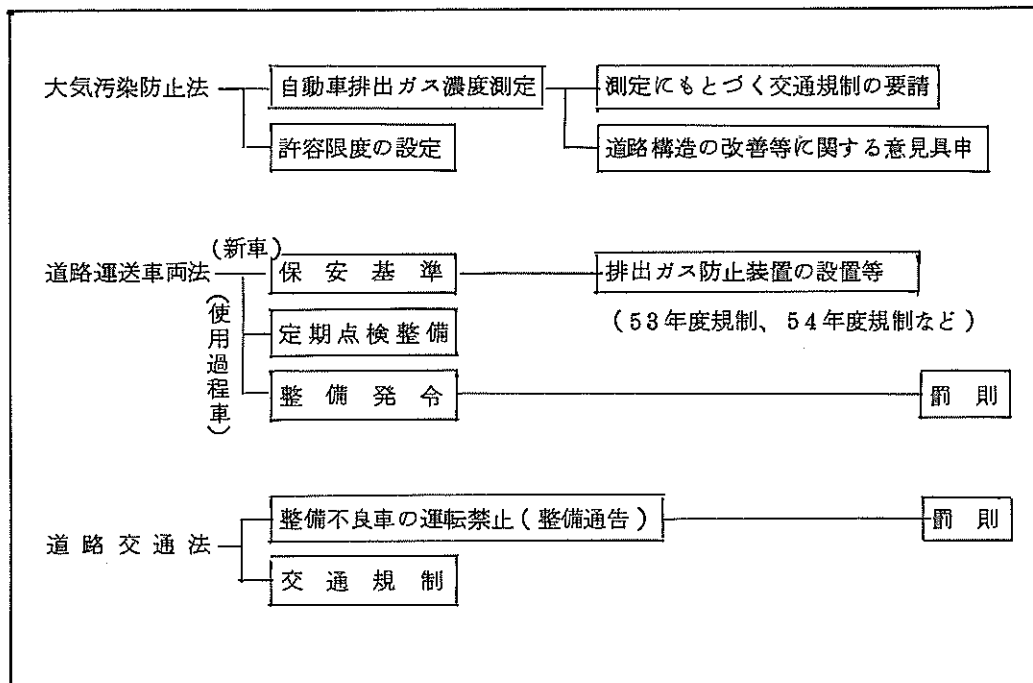 大気汚染防止法
自動車排出ガス濃度測定
測定にもとづく交通規制の要請
許容限度の設定
道路構造の改善等に関する意見具申
道路運送車両法
(新車)
保安基準
排出ガス防止装置の設置等
(53年度規制、54年度規制など)
(使用過程車)
定期点検整備
整備発令
罰則
道路交通法
整備不良車の運転禁止(整備通告)
罰則
交通規制